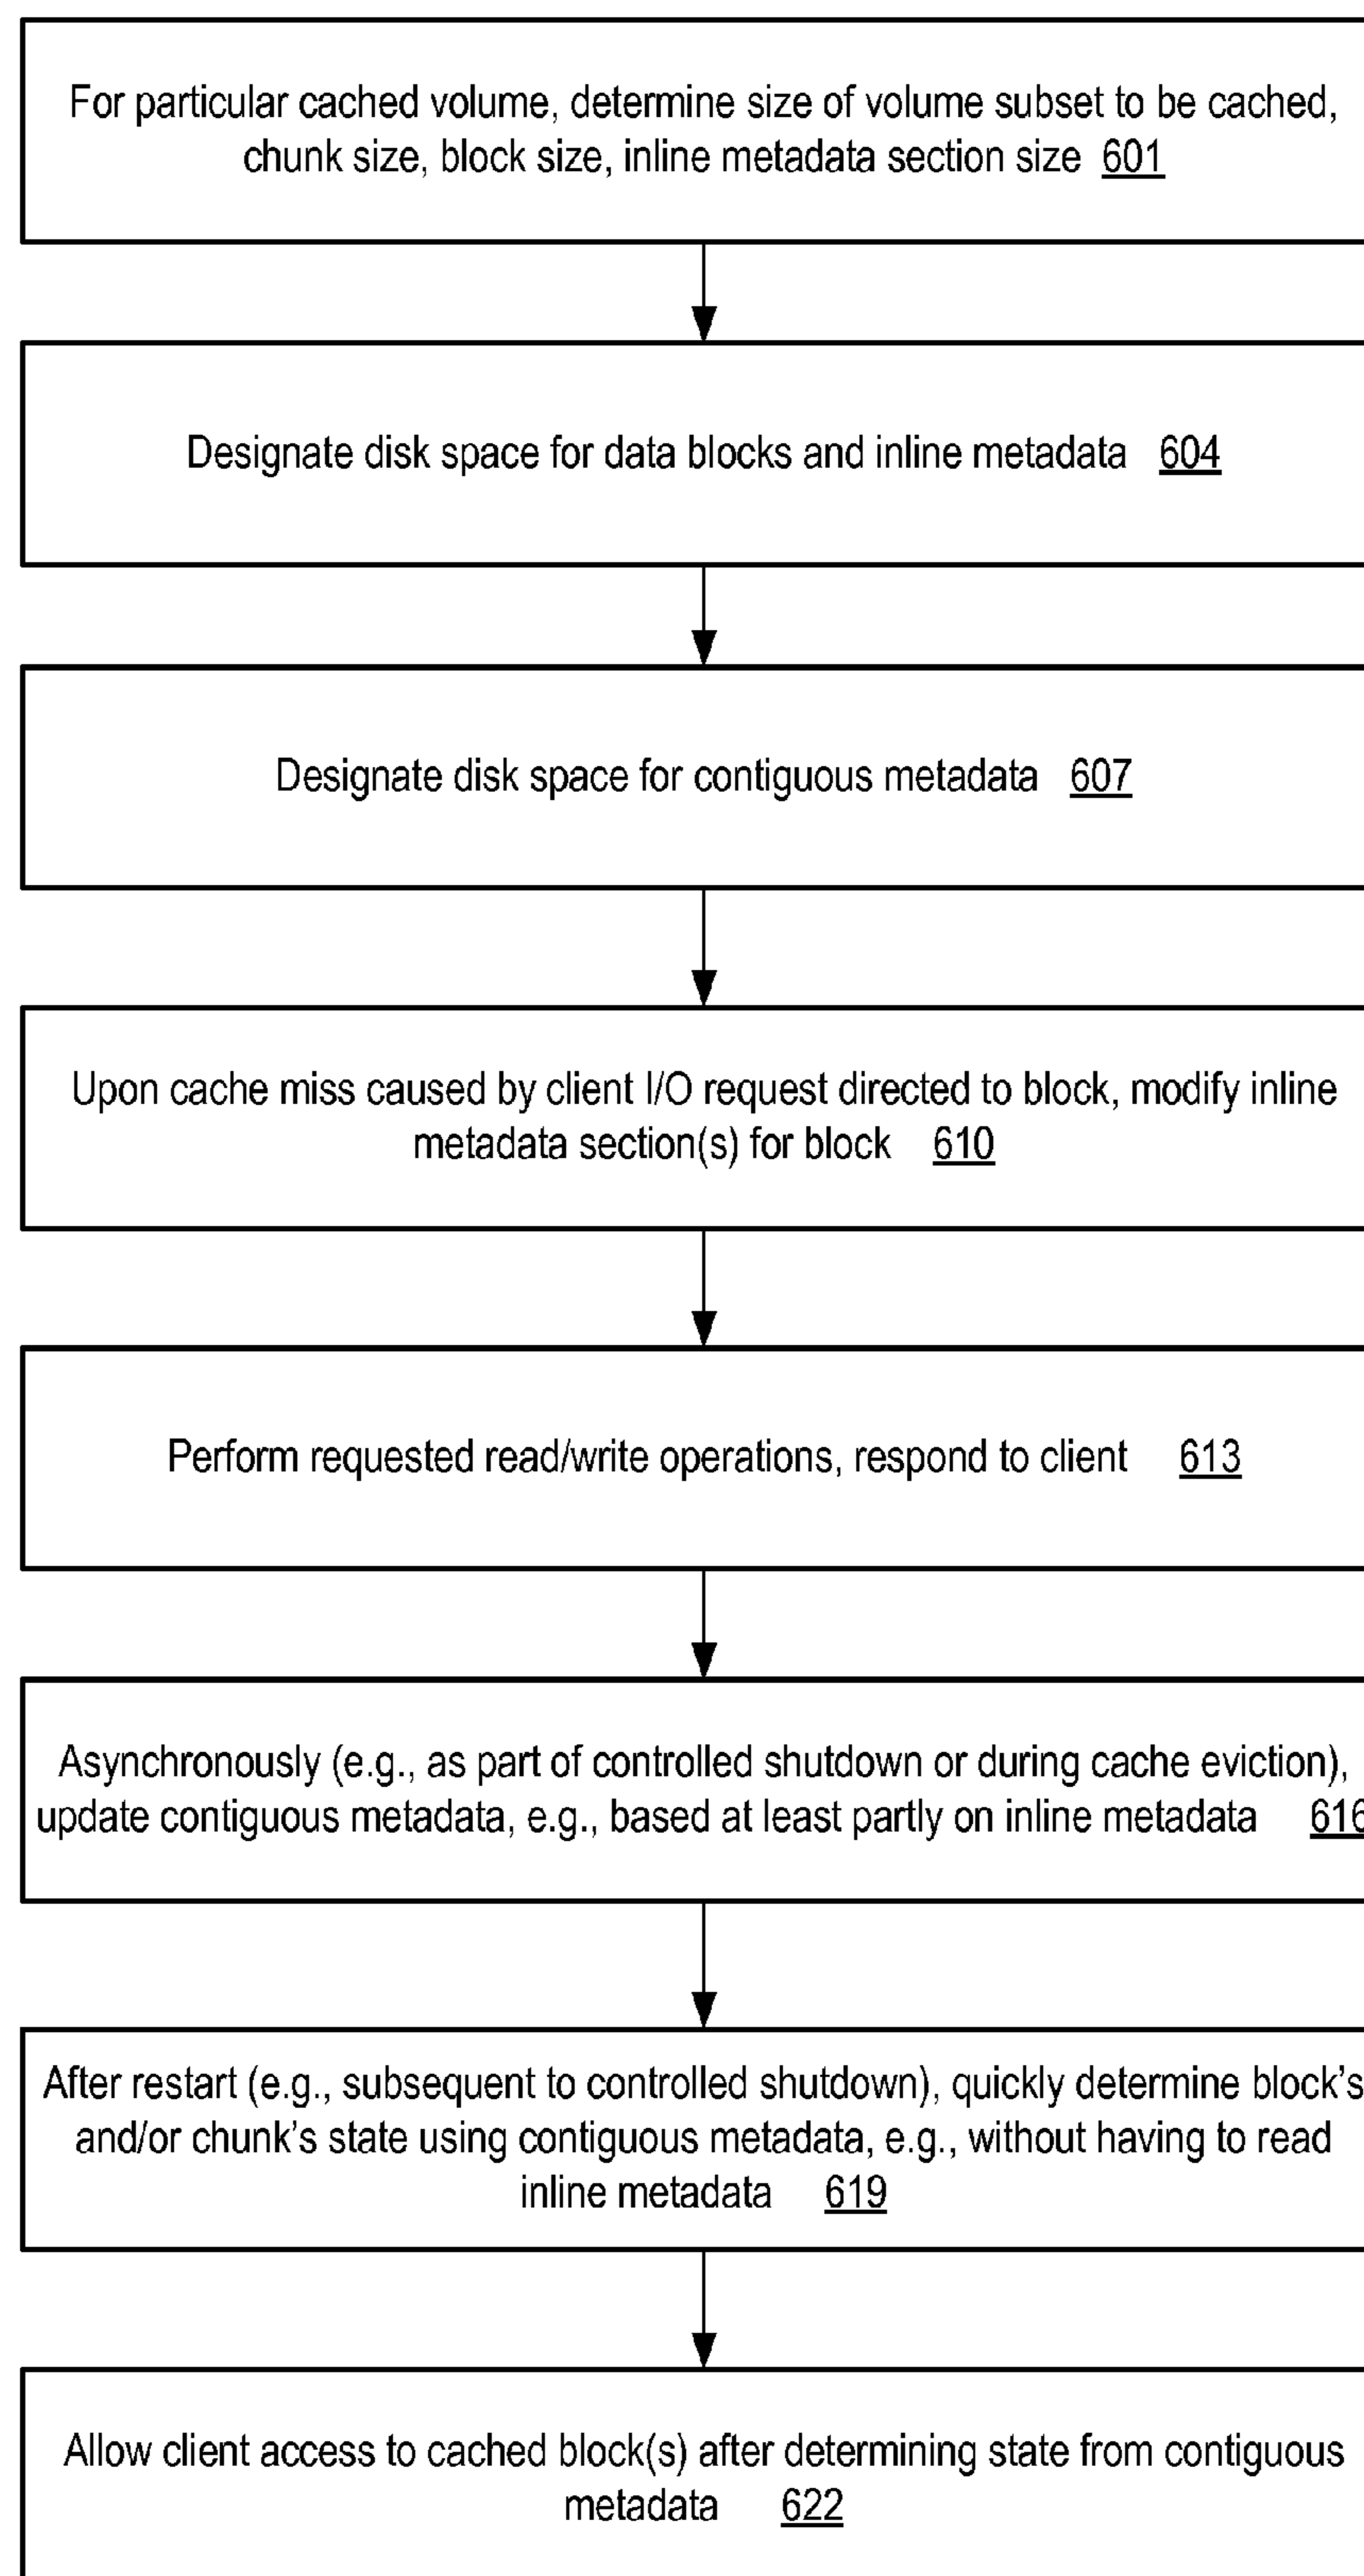 For particular cached volume, determine size of volume subset to be cached,
chunk size, block size, inline metadata section size 601
Designate disk space for data blocks and inline metadata 604
Designate disk space for contiguous metadata 607
Upon cache miss caused by client I/O request directed to block, modify inline
metadata section(s) for block 610
Perform requested read/write operations, respond to client 613
Asynchronously (e.g., as part of controlled shutdown or during cache eviction),
update contiguous metadata, e.g., based at least partly on inline metadata 616
After restart (e.g., subsequent to controlled shutdown), quickly determine block's
and/or chunk's state using contiguous metadata, e.g., without having to read
inline metadata 619
Allow client access to cached block(s) after determining state from contiguous
metadata 622